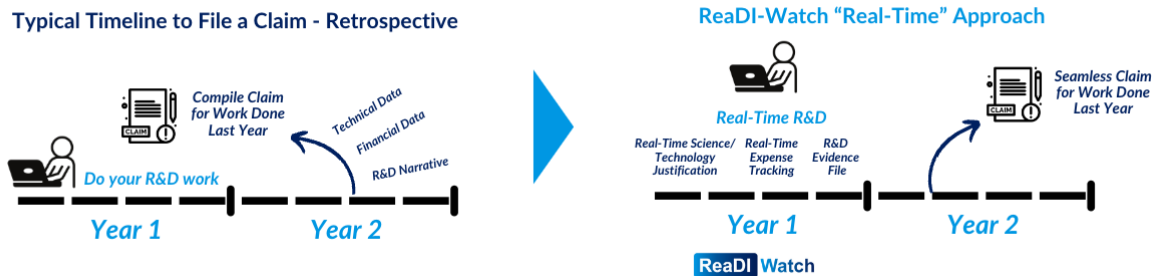 Typical Timeline to File a Claim - Retrospective
Compile Claim
for Work Done
Last Year
CLAIM
Technical Data
Financial Data
R&D Narrative
Do your R&D work
Year 1
Year 2
ReaDI-Watch “Real-Time” Approach
Real-Time R&D
Real-Time Science/
Technology
Justification
Real-Time
Expense
Tracking
R&D
Evidence
File
CLAIM
Seamless Claim
for Work Done
Last Year
Year 1
Year 2
ReaDI Watch